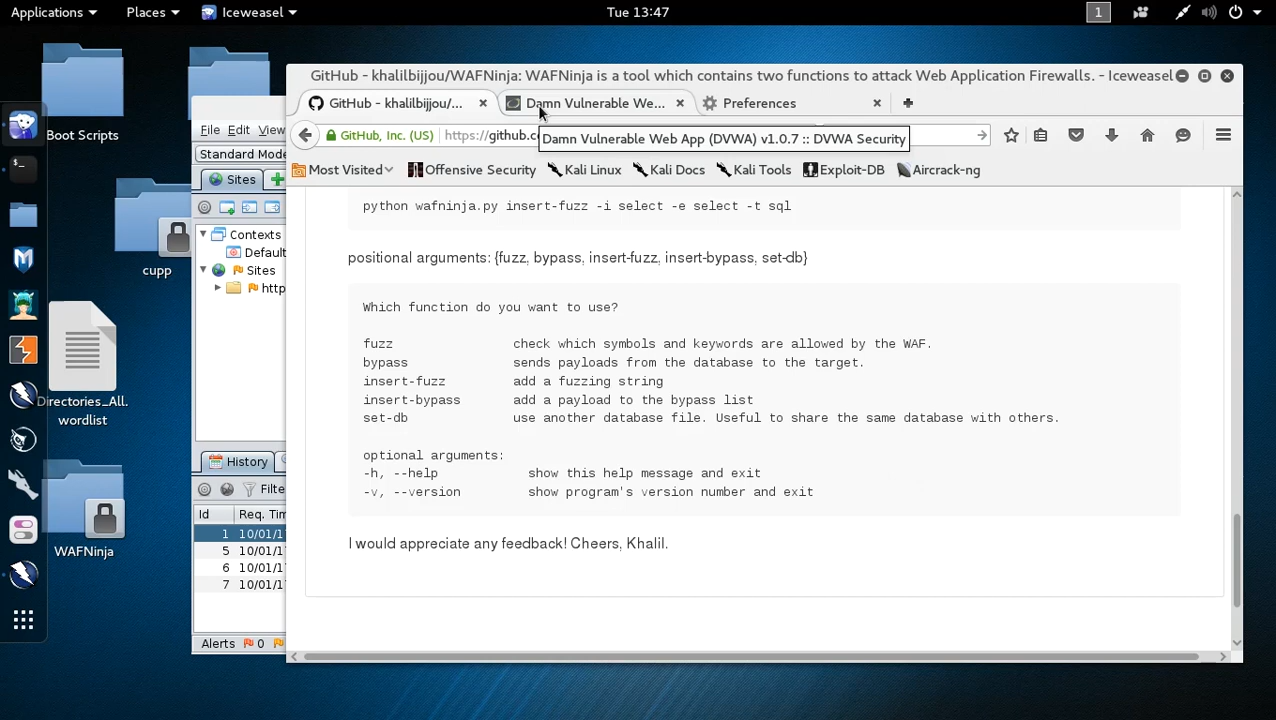 Applications Places Iceweasel Tue 13:47 1
Boot Scripts
cupp
Directories_All.
wordlist
WAFNinja
File Edit View
Standard Mode
Sites
Contexts
Default
Sites
http
History
Filte
Id Req. Tim
1 10/01/1
5 10/01/1
6 10/01/1
7 10/01/1
Alerts 0
GitHub - khalilbijjou/WAFNinja: WAFNinja is a tool which contains two functions to attack Web Application Firewalls. - Iceweasel
GitHub - khalilbijjou/... Damn Vulnerable We... Preferences
GitHub, Inc. (US) https://github.co
Damn Vulnerable Web App (DVWA) v1.0.7 :: DVWA Security
Most Visited Offensive Security Kali Linux Kali Docs Kali Tools Exploit-DB Aircrack-ng
python wafninja.py insert-fuzz -i select -e select -t sql
positional arguments: {fuzz, bypass, insert-fuzz, insert-bypass, set-db}
Which function do you want to use?
fuzz check which symbols and keywords are allowed by the WAF.
bypass sends payloads from the database to the target.
insert-fuzz add a fuzzing string
insert-bypass add a payload to the bypass list
set-db use another database file. Useful to share the same database with others.
optional arguments:
-h, --help show this help message and exit
-v, --version show program's version number and exit
I would appreciate any feedback! Cheers, Khalil.